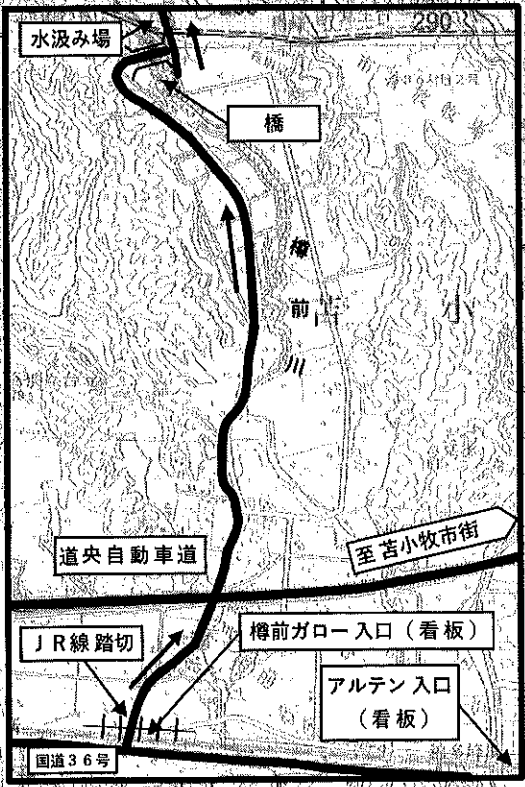 水汲み場
290
橋
樽
前
川
小
道央自動車道
至 苫小牧市街
JR線踏切
樽前ガロー入口(看板)
アルテン入口
(看板)
国道36号